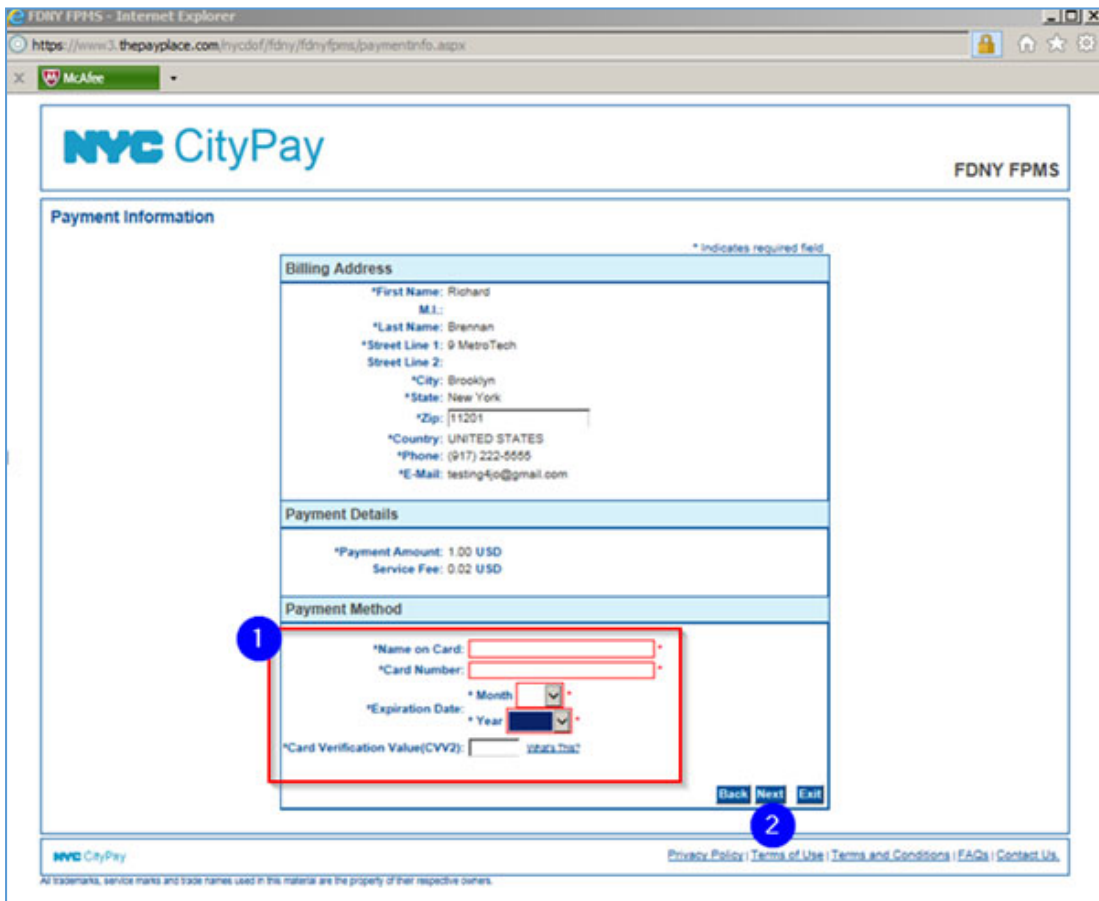 FDNY FPMS - Internet Explorer
https://www3.thepayplace.com/nycdof/fdny/fdnyfpms/paymentinfo.aspx
McAfee
NYC CityPay
FDNY FPMS
Payment Information
* Indicates required field
Billing Address
*First Name: Richard
M.I.:
*Last Name: Brennan
*Street Line 1: 9 MetroTech
Street Line 2:
*City: Brooklyn
*State: New York
*Zip: 11201
*Country: UNITED STATES
*Phone: (917) 222-5555
*E-Mail: testing4jo@gmail.com
Payment Details
*Payment Amount: 1.00 USD
Service Fee: 0.02 USD
Payment Method
1
*Name on Card: *
*Card Number: *
* Month *
*Expiration Date:
* Year *
*Card Verification Value(CVV2): What's This?
Back Next Exit
2
NYC CityPay
Privacy Policy | Terms of Use | Terms and Conditions | FAQs | Contact Us.
All trademarks, service marks and trade names used in this material are the property of their respective owners.